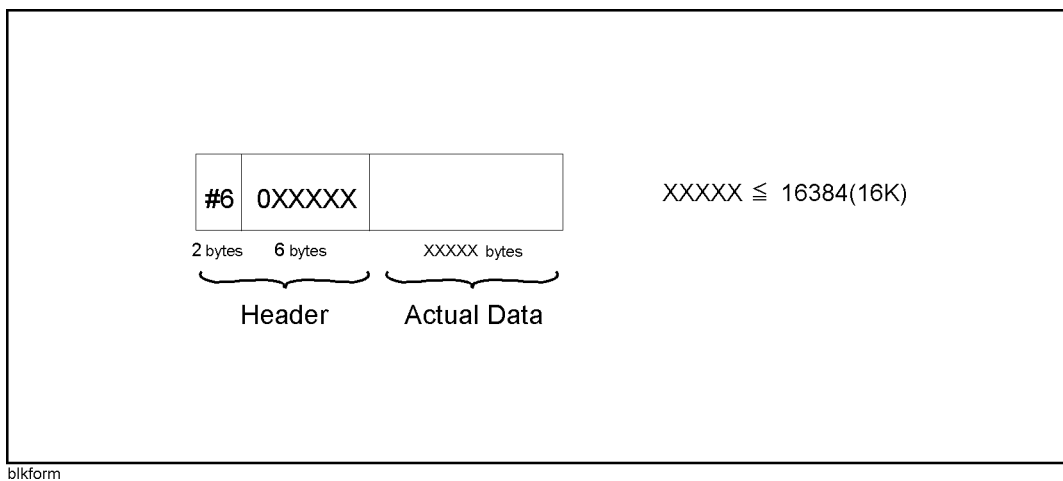 #6 0XXXXX
XXXXX ≦ 16384(16K)
2 bytes 6 bytes XXXXX bytes
Header Actual Data
blkform